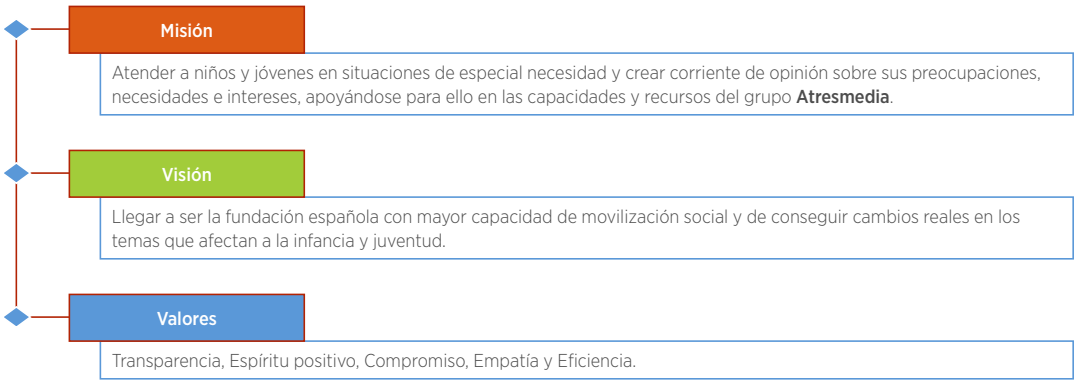 Misión
Atender a niños y jóvenes en situaciones de especial necesidad y crear corriente de opinión sobre sus preocupaciones,
necesidades e intereses, apoyándose para ello en las capacidades y recursos del grupo Atresmedia.
Visión
Llegar a ser la fundación española con mayor capacidad de movilización social y de conseguir cambios reales en los
temas que afectan a la infancia y juventud.
Valores
Transparencia, Espíritu positivo, Compromiso, Empatía y Eficiencia.